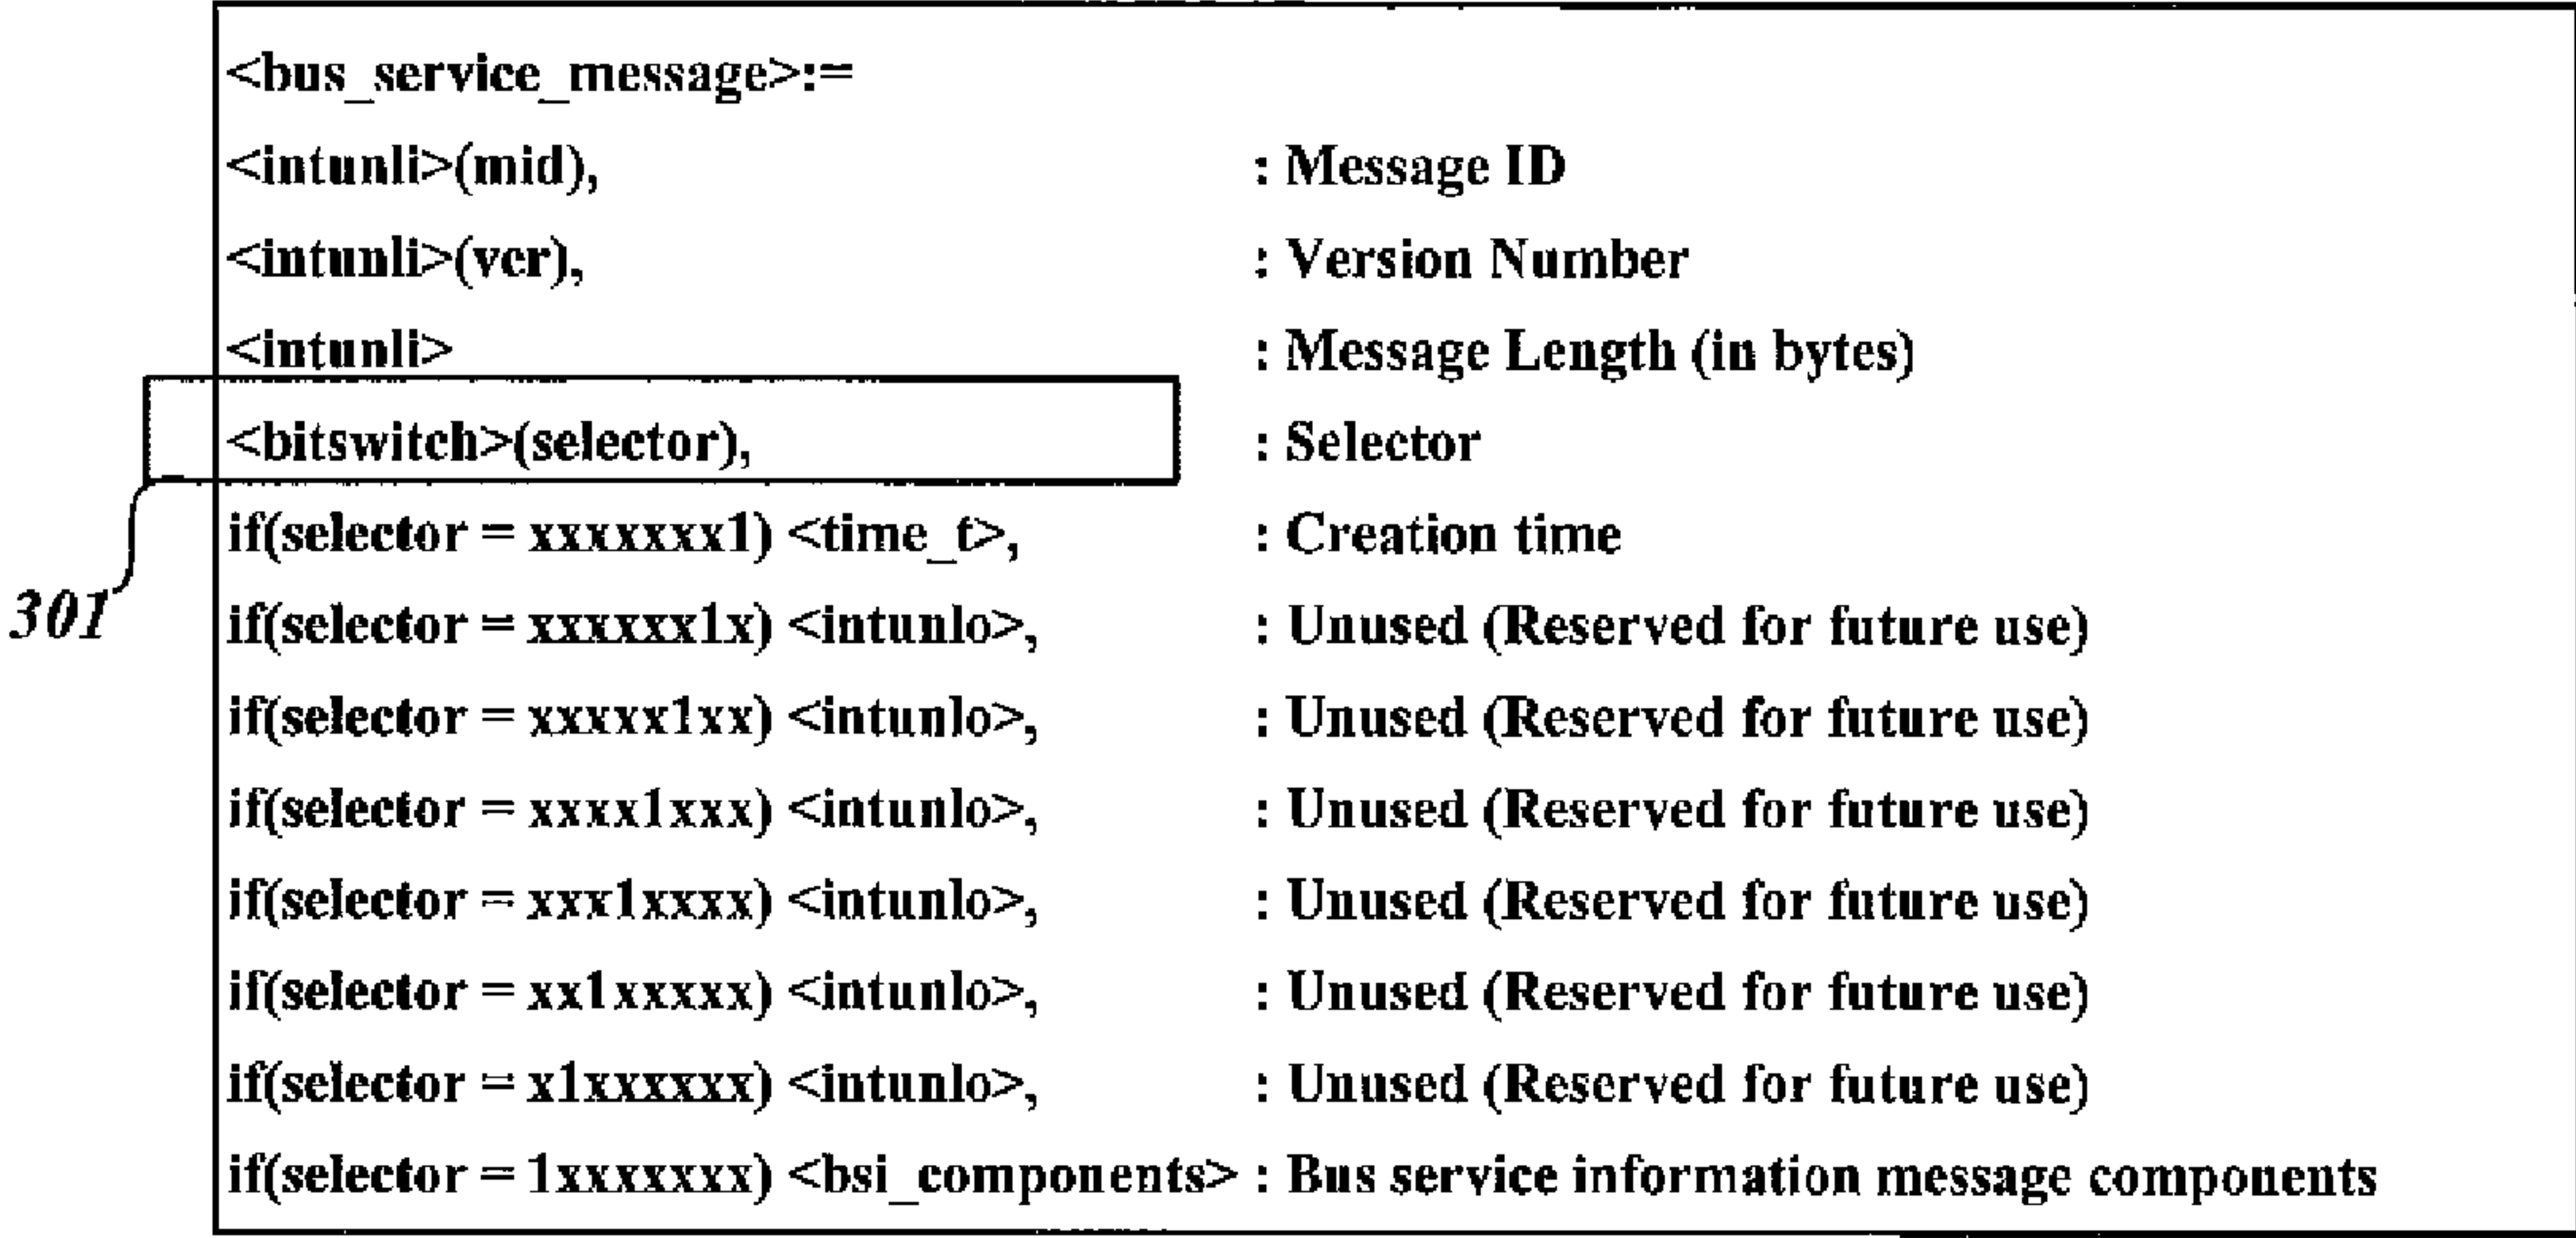 <bus_service_message>:=
<intunli>(mid), : Message ID
<intunli>(ver), : Version Number
<intunli> : Message Length (in bytes)
<bitswitch>(selector), : Selector
if(selector = xxxxxxx1) <time_t>, : Creation time
301
if(selector = xxxxxx1x) <intunlo>, : Unused (Reserved for future use)
if(selector = xxxxx1xx) <intunlo>, : Unused (Reserved for future use)
if(selector = xxxx1xxx) <intunlo>, : Unused (Reserved for future use)
if(selector = xxx1xxxx) <intunlo>, : Unused (Reserved for future use)
if(selector = xx1xxxxx) <intunlo>, : Unused (Reserved for future use)
if(selector = x1xxxxxx) <intunlo>, : Unused (Reserved for future use)
if(selector = 1xxxxxxx) <bsi_components> : Bus service information message components